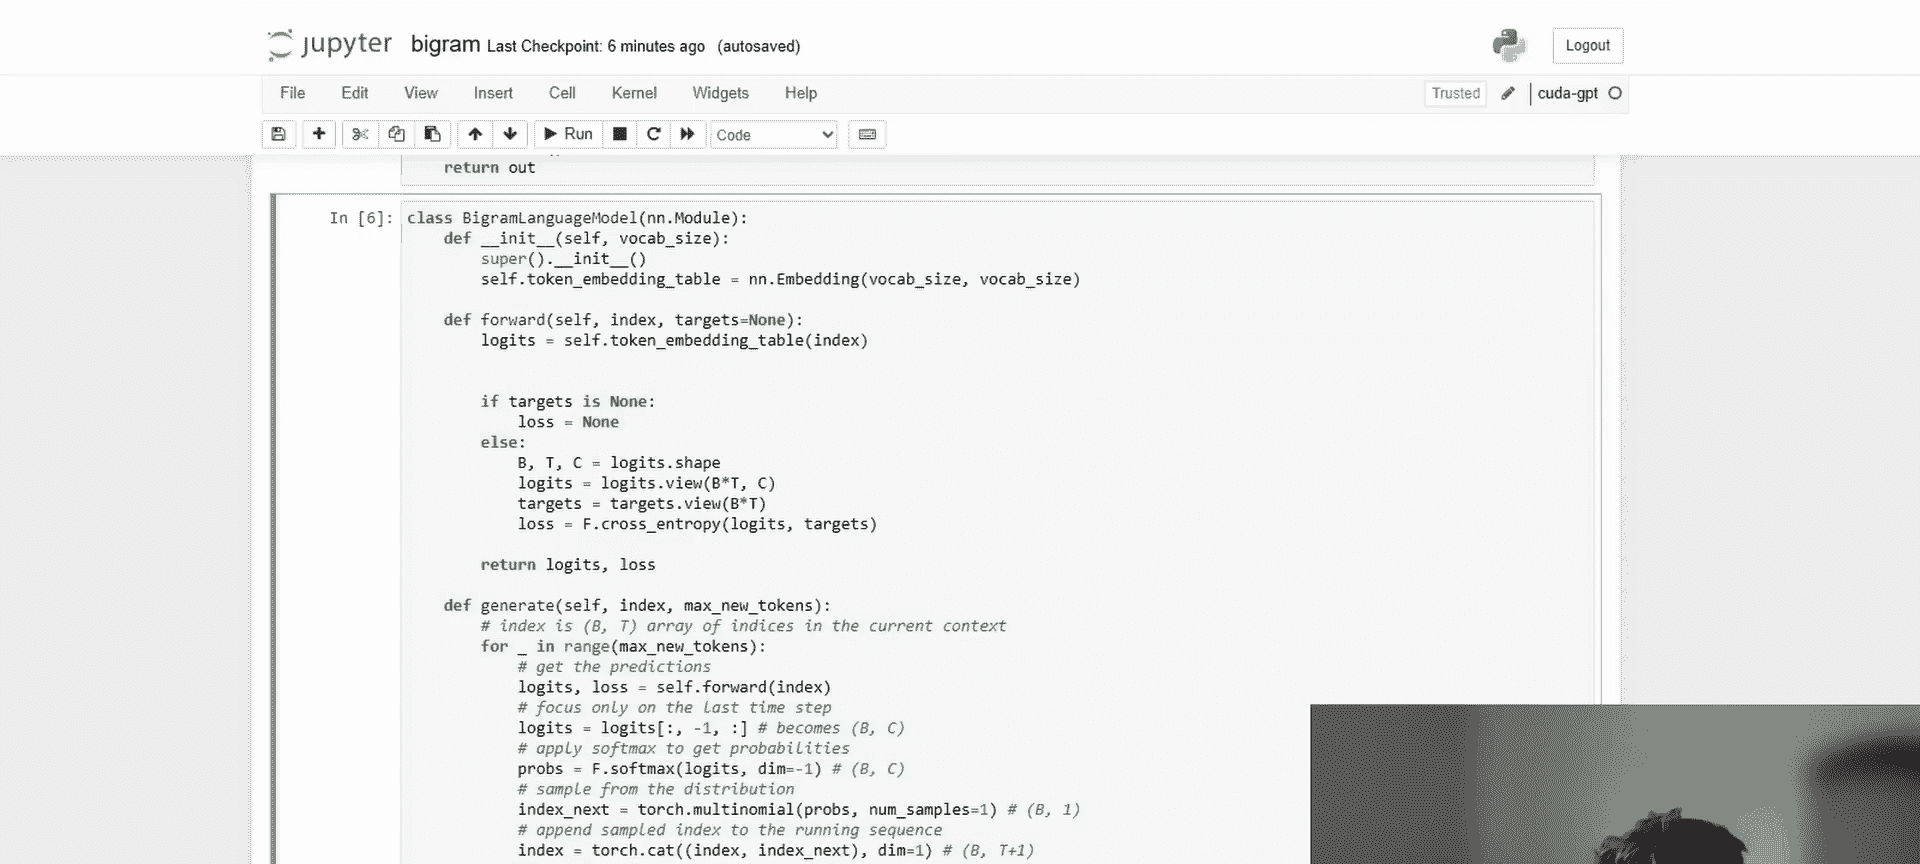 jupyter bigram Last Checkpoint: 6 minutes ago (autosaved) Logout
File Edit View Insert Cell Kernel Widgets Help Trusted cuda-gpt
Run Code
return out
In [6]: class BigramLanguageModel(nn.Module):
def __init__(self, vocab_size):
super().__init__()
self.token_embedding_table = nn.Embedding(vocab_size, vocab_size)
def forward(self, index, targets=None):
logits = self.token_embedding_table(index)
if targets is None:
loss = None
else:
B, T, C = logits.shape
logits = logits.view(B*T, C)
targets = targets.view(B*T)
loss = F.cross_entropy(logits, targets)
return logits, loss
def generate(self, index, max_new_tokens):
# index is (B, T) array of indices in the current context
for _ in range(max_new_tokens):
# get the predictions
logits, loss = self.forward(index)
# focus only on the last time step
logits = logits[:, -1, :] # becomes (B, C)
# apply softmax to get probabilities
probs = F.softmax(logits, dim=-1) # (B, C)
# sample from the distribution
index_next = torch.multinomial(probs, num_samples=1) # (B, 1)
# append sampled index to the running sequence
index = torch.cat((index, index_next), dim=1) # (B, T+1)